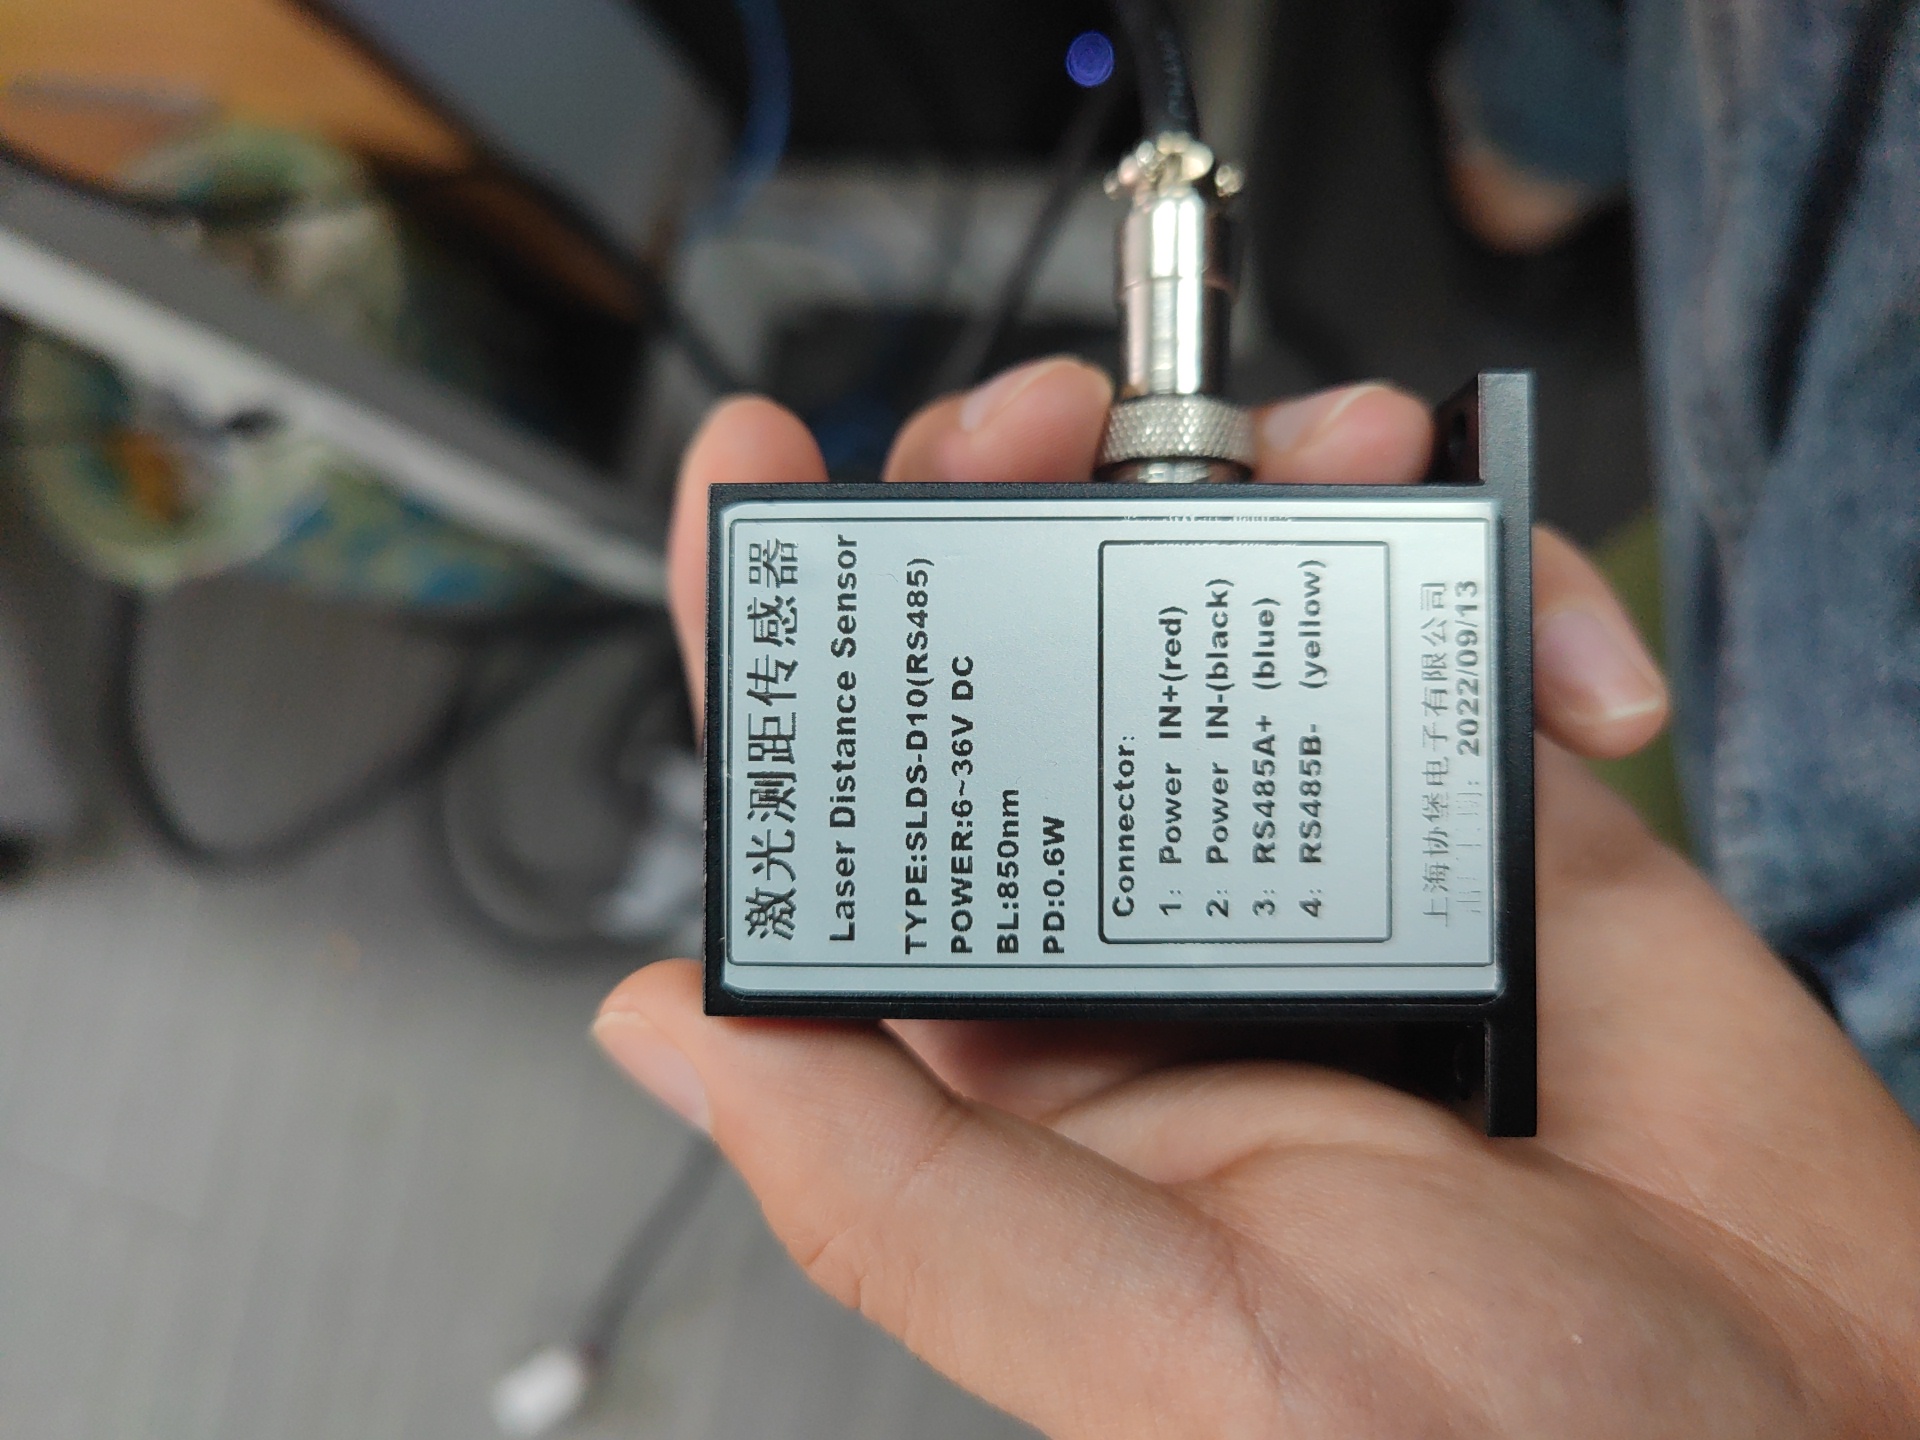 激光测距传感器
Laser Distance Sensor
TYPE:SLDS-D10(RS485)
POWER:6~36V DC
BL:850nm
PD:0.6W
Connector:
1: Power IN+(red)
2: Power IN-(black)
3: RS485A+ (blue)
4: RS485B- (yellow)
上海协堡电子有限公司
2022/09/13